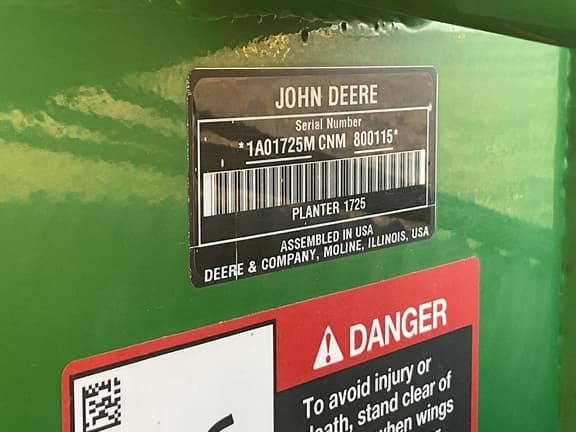 JOHN DEERE
Serial Number
*1A01725M CNM 800115*
PLANTER 1725
ASSEMBLED IN USA
DEERE & COMPANY, MOLINE, ILLINOIS, USA
DANGER
To avoid injury or
death, stand clear of
when wings